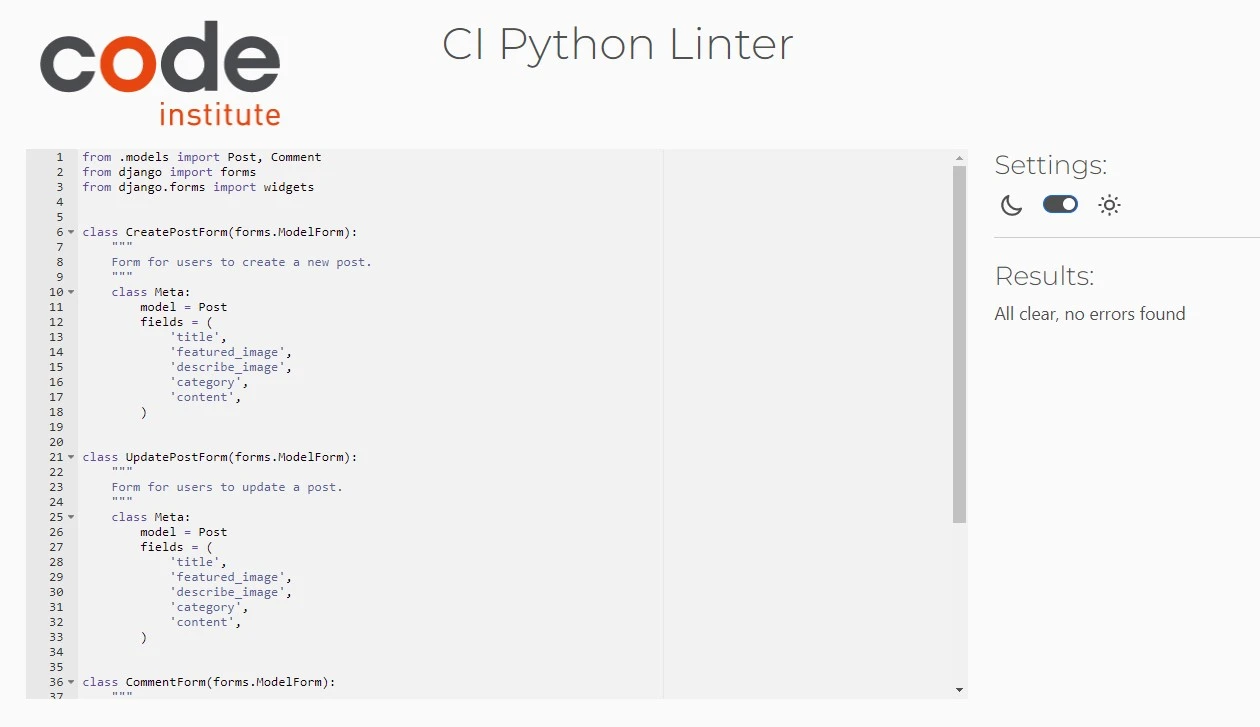 code
institute
CI Python Linter
1 from .models import Post, Comment
2 from django import forms
3 from django.forms import widgets
4
5
6 class CreatePostForm(forms.ModelForm):
7     """
8     Form for users to create a new post.
9     """
10     class Meta:
11         model = Post
12         fields = (
13             'title',
14             'featured_image',
15             'describe_image',
16             'category',
17             'content',
18         )
19
20
21 class UpdatePostForm(forms.ModelForm):
22     """
23     Form for users to update a post.
24     """
25     class Meta:
26         model = Post
27         fields = (
28             'title',
29             'featured_image',
30             'describe_image',
31             'category',
32             'content',
33         )
34
35
36 class CommentForm(forms.ModelForm):
37     """
Settings:
Results:
All clear, no errors found